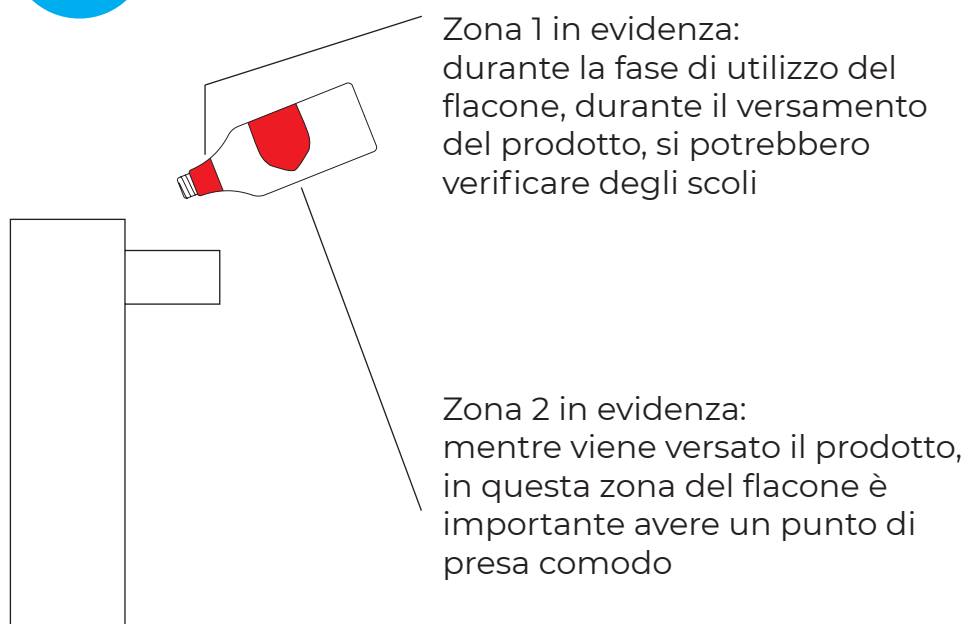 Zona 1 in evidenza:
durante la fase di utilizzo del
flacone, durante il versamento
del prodotto, si potrebbero
verificare degli scoli
Zona 2 in evidenza:
mentre viene versato il prodotto,
in questa zona del flacone è
importante avere un punto di
presa comodo